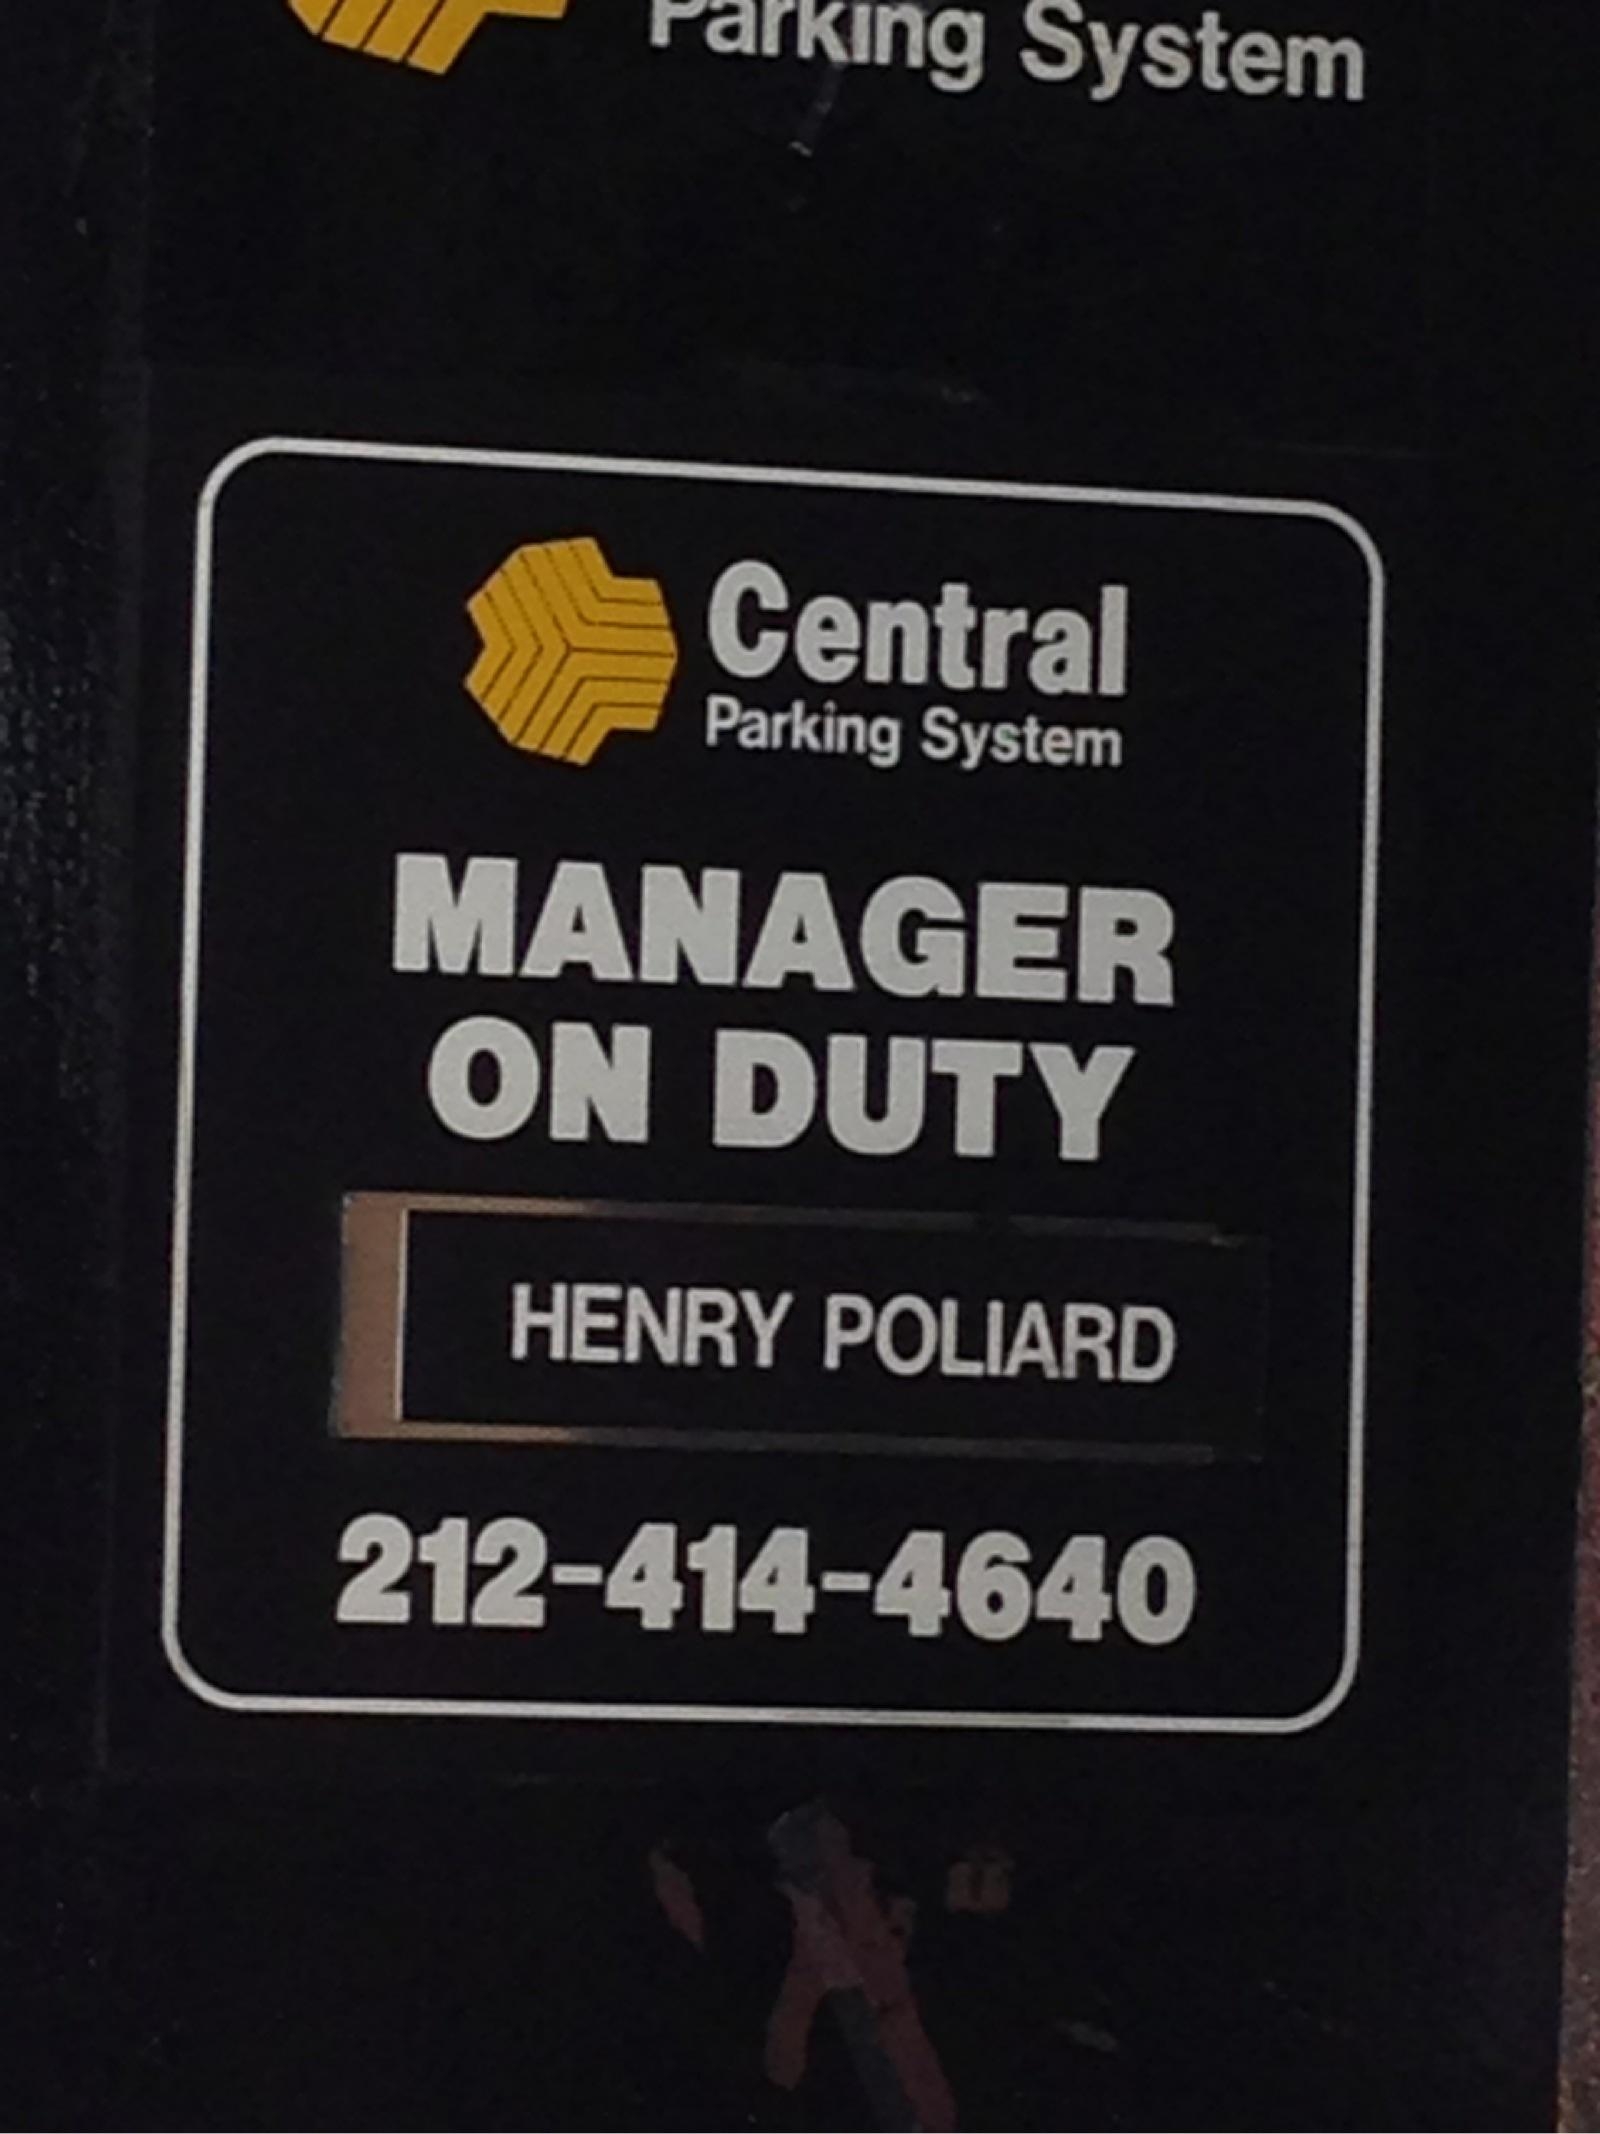 Parking System
Central
Parking System
MANAGER
ON DUTY
HENRY POLIARD
212-414-4640